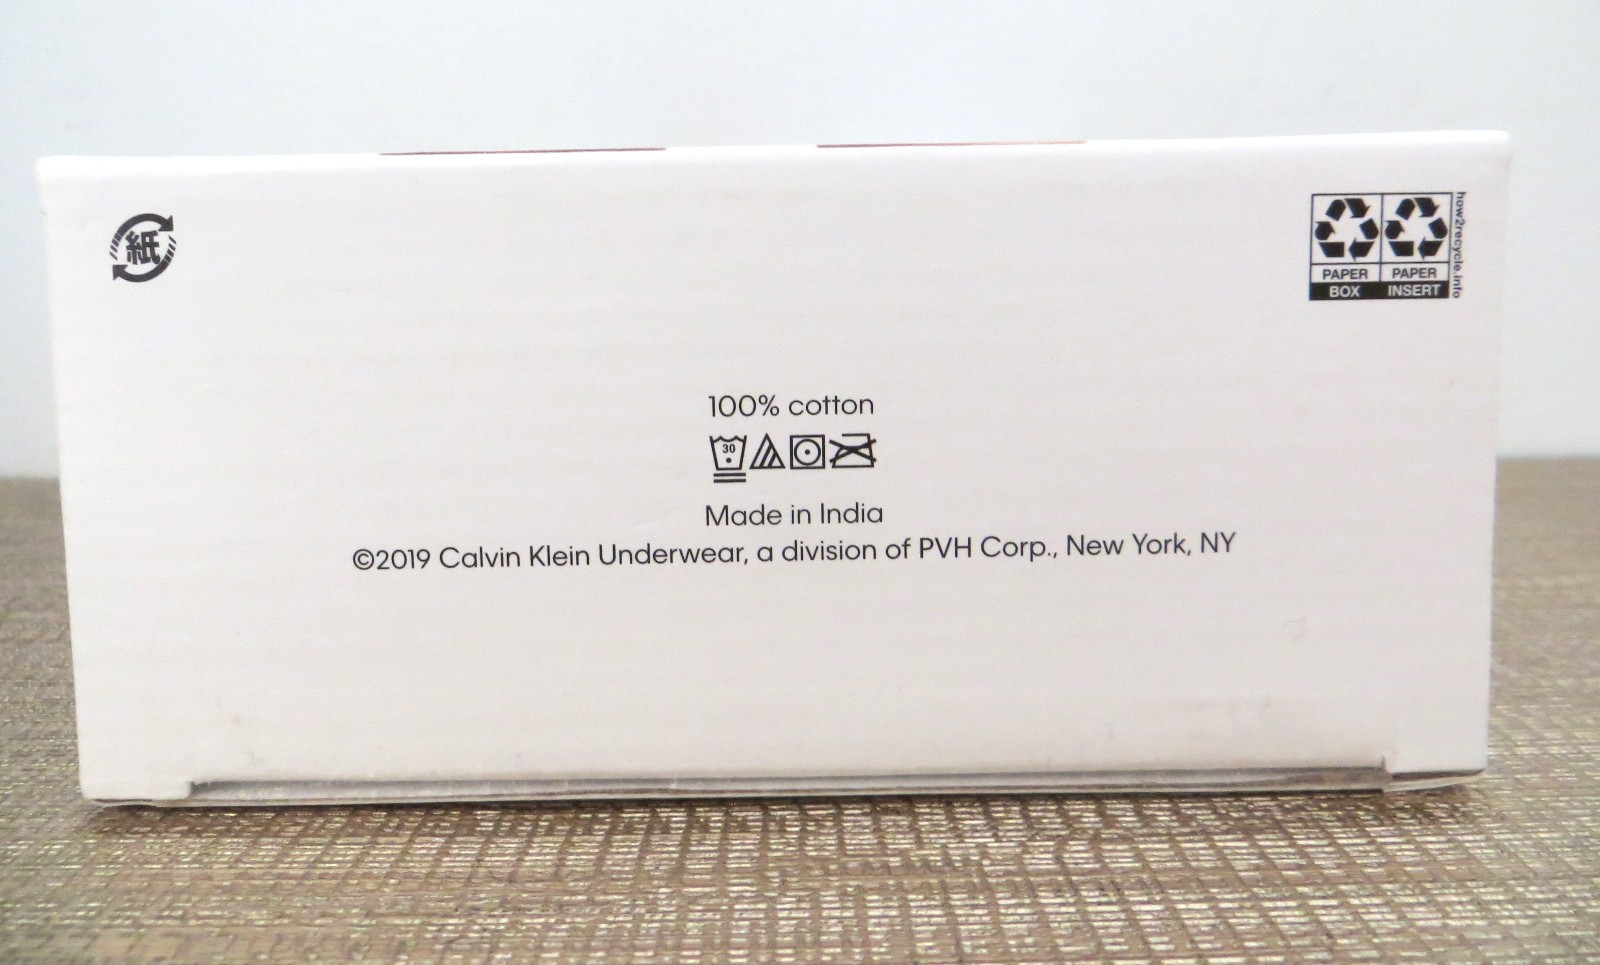 紙
PAPER PAPER
BOX INSERT
how2recycle.info
100% cotton
30
Made in India
©2019 Calvin Klein Underwear, a division of PVH Corp., New York, NY